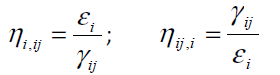 η_{i,ij} = ε_i / γ_{ij} ;    η_{ij,i} = γ_{ij} / ε_i